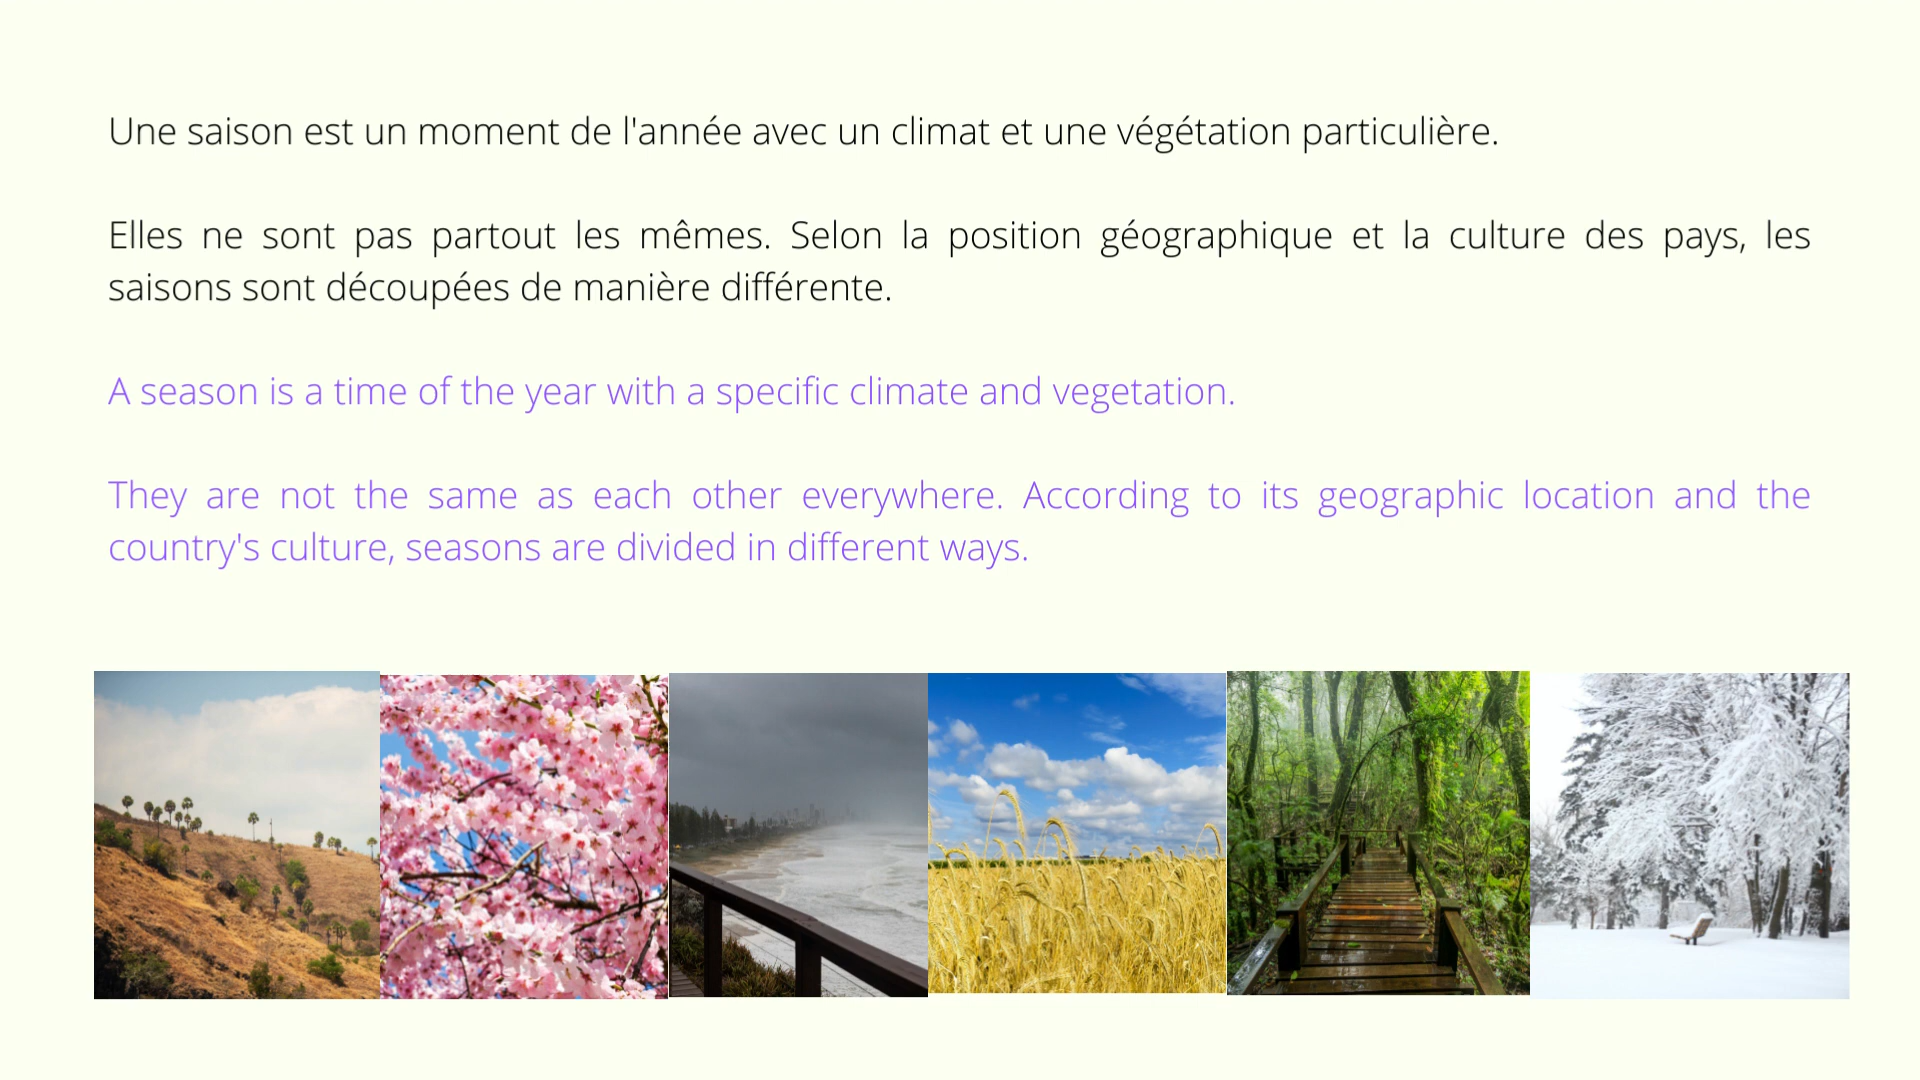 Une saison est un moment de l'année avec un climat et une végétation particulière.
Elles ne sont pas partout les mêmes. Selon la position géographique et la culture des pays, les
saisons sont découpées de manière différente.
A season is a time of the year with a specific climate and vegetation.
They are not the same as each other everywhere. According to its geographic location and the
country's culture, seasons are divided in different ways.